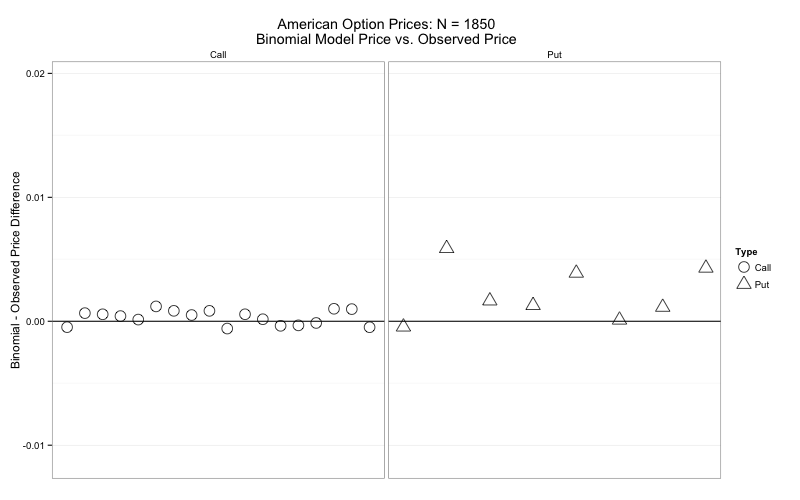 American Option Prices: N = 1850
Binomial Model Price vs. Observed Price
Call
Put
Binomial - Observed Price Difference
0.02
0.01
0.00
-0.01
Type
Call
Put